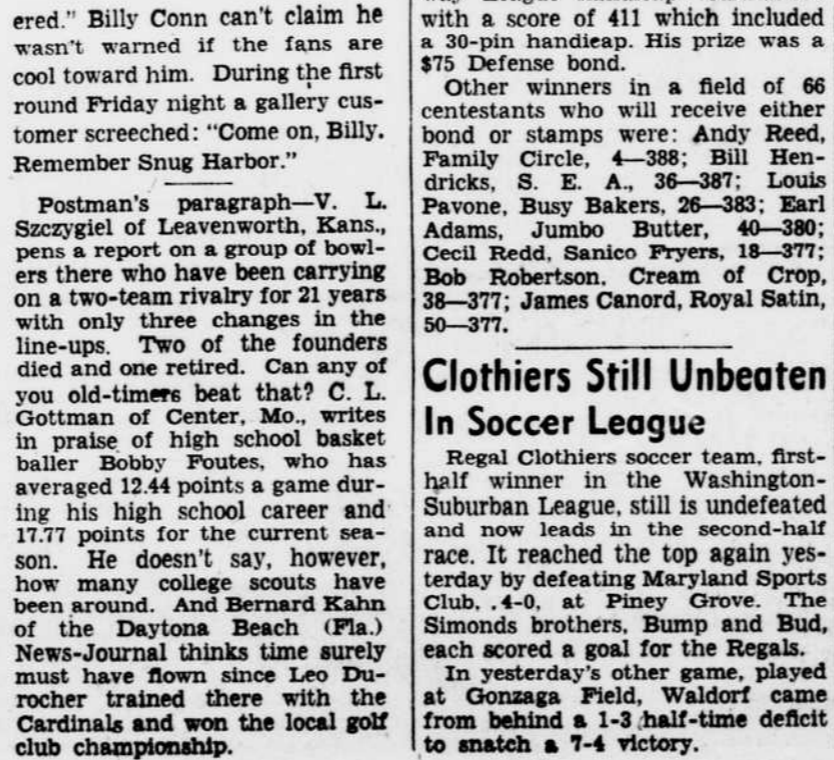 ered." Billy Conn can't claim he
wasn't warned if the fans are
cool toward him. During the first
round Friday night a gallery cus-
tomer screeched: "Come on, Billy.
Remember Snug Harbor."
Postman's paragraph—V. L.
Szczygiel of Leavenworth, Kans.,
pens a report on a group of bowl-
ers there who have been carrying
on a two-team rivalry for 21 years
with only three changes in the
line-ups. Two of the founders
died and one retired. Can any of
you old-timers beat that? C. L.
Gottman of Center, Mo., writes
in praise of high school basket
baller Bobby Foutes, who has
averaged 12.44 points a game dur-
ing his high school career and
17.77 points for the current sea-
son. He doesn't say, however,
how many college scouts have
been around. And Bernard Kahn
of the Daytona Beach (Fla.)
News-Journal thinks time surely
must have flown since Leo Du-
rocher trained there with the
Cardinals and won the local golf
club championship.
with a score of 411 which included
a 30-pin handicap. His prize was a
$75 Defense bond.
Other winners in a field of 66
centestants who will receive either
bond or stamps were: Andy Reed,
Family Circle, 4—388; Bill Hen-
dricks, S. E. A., 36—387; Louis
Pavone, Busy Bakers, 26—383; Earl
Adams, Jumbo Butter, 40—380;
Cecil Redd, Sanico Fryers, 18—377;
Bob Robertson, Cream of Crop,
38—377; James Canord, Royal Satin,
50—377.
Clothiers Still Unbeaten
In Soccer League
Regal Clothiers soccer team, first-
half winner in the Washington-
Suburban League, still is undefeated
and now leads in the second-half
race. It reached the top again yes-
terday by defeating Maryland Sports
Club, .4-0, at Piney Grove. The
Simonds brothers, Bump and Bud,
each scored a goal for the Regals.
In yesterday's other game, played
at Gonzaga Field, Waldorf came
from behind a 1-3 half-time deficit
to snatch a 7-4 victory.